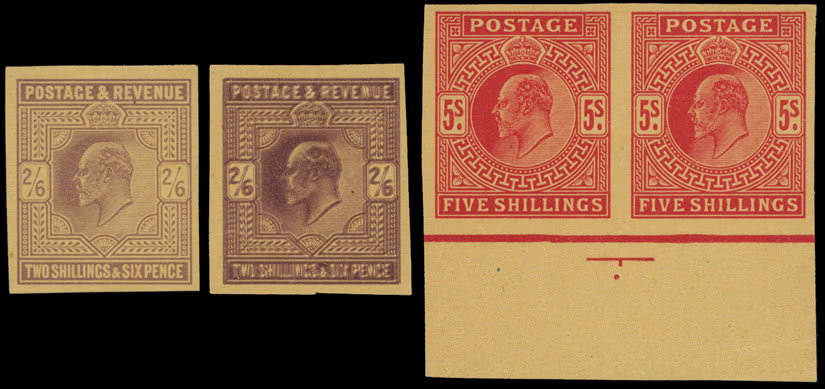 POSTAGE & REVENUE
2/6 2/6
TWO SHILLINGS & SIX PENCE
POSTAGE & REVENUE
2/6 2/6
TWO SHILLINGS & SIX PENCE
POSTAGE
5S. 5S.
FIVE SHILLINGS
POSTAGE
5S. 5S.
FIVE SHILLINGS